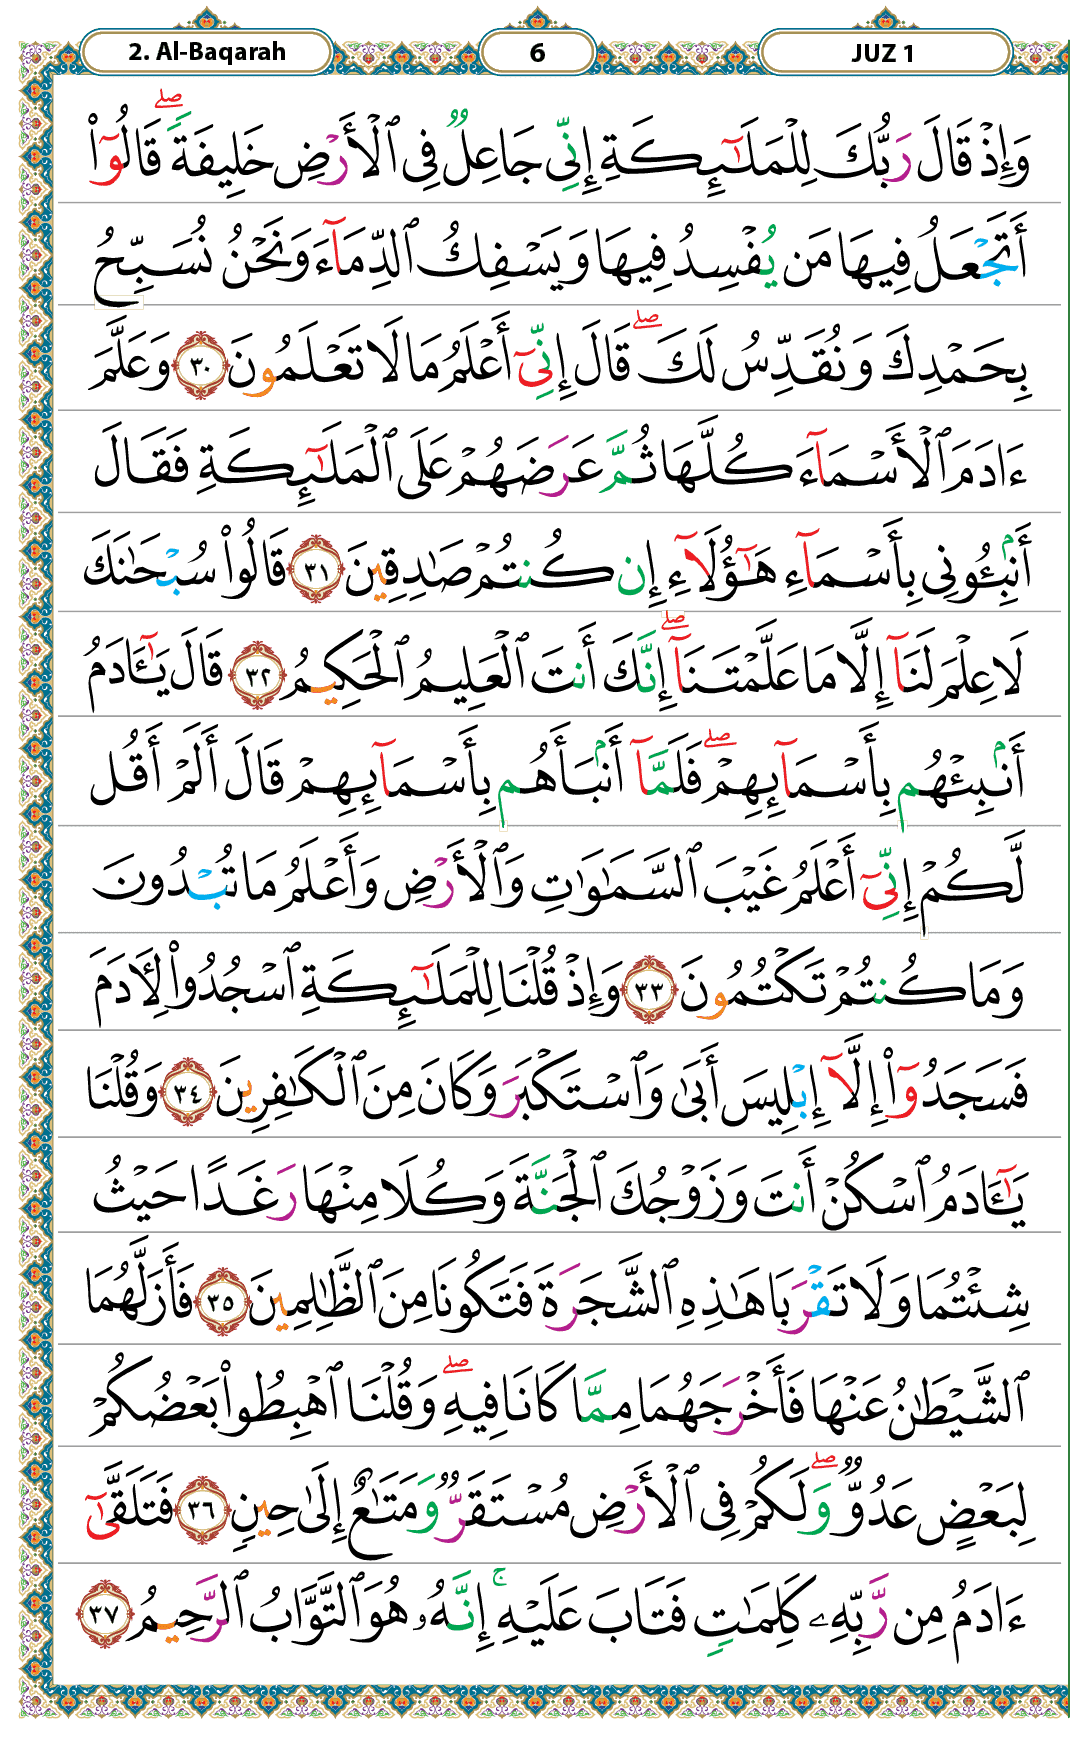 2. Al-Baqarah
6
JUZ 1
وَإِذْ قَالَ رَبُّكَ لِلْمَلَٰٓئِكَةِ إِنِّى جَاعِلٌ فِى ٱلْأَرْضِ خَلِيفَةً ۖ قَالُوٓا۟
أَتَجْعَلُ فِيهَا مَن يُفْسِدُ فِيهَا وَيَسْفِكُ ٱلدِّمَآءَ وَنَحْنُ نُسَبِّحُ
بِحَمْدِكَ وَنُقَدِّسُ لَكَ ۖ قَالَ إِنِّىٓ أَعْلَمُ مَا لَا تَعْلَمُونَ ٣٠ وَعَلَّمَ
ءَادَمَ ٱلْأَسْمَآءَ كُلَّهَا ثُمَّ عَرَضَهُمْ عَلَى ٱلْمَلَٰٓئِكَةِ فَقَالَ
أَنۢبِـُٔونِى بِأَسْمَآءِ هَٰٓؤُلَآءِ إِن كُنتُمْ صَٰدِقِينَ ٣١ قَالُوا۟ سُبْحَٰنَكَ
لَا عِلْمَ لَنَآ إِلَّا مَا عَلَّمْتَنَآ ۖ إِنَّكَ أَنتَ ٱلْعَلِيمُ ٱلْحَكِيمُ ٣٢ قَالَ يَٰٓـَٔادَمُ
أَنۢبِئْهُم بِأَسْمَآئِهِمْ ۖ فَلَمَّآ أَنۢبَأَهُم بِأَسْمَآئِهِمْ قَالَ أَلَمْ أَقُل
لَّكُمْ إِنِّىٓ أَعْلَمُ غَيْبَ ٱلسَّمَٰوَٰتِ وَٱلْأَرْضِ وَأَعْلَمُ مَا تُبْدُونَ
وَمَا كُنتُمْ تَكْتُمُونَ ٣٣ وَإِذْ قُلْنَا لِلْمَلَٰٓئِكَةِ ٱسْجُدُوا۟ لِـَٔادَمَ
فَسَجَدُوٓا۟ إِلَّآ إِبْلِيسَ أَبَىٰ وَٱسْتَكْبَرَ وَكَانَ مِنَ ٱلْكَٰفِرِينَ ٣٤ وَقُلْنَا
يَٰٓـَٔادَمُ ٱسْكُنْ أَنتَ وَزَوْجُكَ ٱلْجَنَّةَ وَكُلَا مِنْهَا رَغَدًا حَيْثُ
شِئْتُمَا وَلَا تَقْرَبَا هَٰذِهِ ٱلشَّجَرَةَ فَتَكُونَا مِنَ ٱلظَّٰلِمِينَ ٣٥ فَأَزَلَّهُمَا
ٱلشَّيْطَٰنُ عَنْهَا فَأَخْرَجَهُمَا مِمَّا كَانَا فِيهِ ۖ وَقُلْنَا ٱهْبِطُوا۟ بَعْضُكُمْ
لِبَعْضٍ عَدُوٌّ ۖ وَلَكُمْ فِى ٱلْأَرْضِ مُسْتَقَرٌّ وَمَتَٰعٌ إِلَىٰ حِينٍ ٣٦ فَتَلَقَّىٰٓ
ءَادَمُ مِن رَّبِّهِۦ كَلِمَٰتٍ فَتَابَ عَلَيْهِ ۚ إِنَّهُۥ هُوَ ٱلتَّوَّابُ ٱلرَّحِيمُ ٣٧